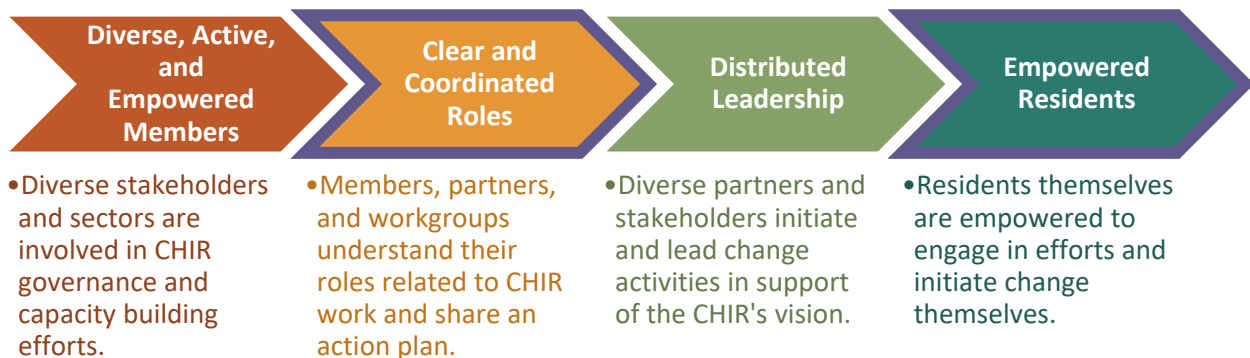 Diverse, Active,
and
Empowered
Members
Clear and
Coordinated
Roles
Distributed
Leadership
Empowered
Residents
•Diverse stakeholders
and sectors are
involved in CHIR
governance and
capacity building
efforts.
•Members, partners,
and workgroups
understand their
roles related to CHIR
work and share an
action plan.
•Diverse partners and
stakeholders initiate
and lead change
activities in support
of the CHIR's vision.
•Residents themselves
are empowered to
engage in efforts and
initiate change
themselves.